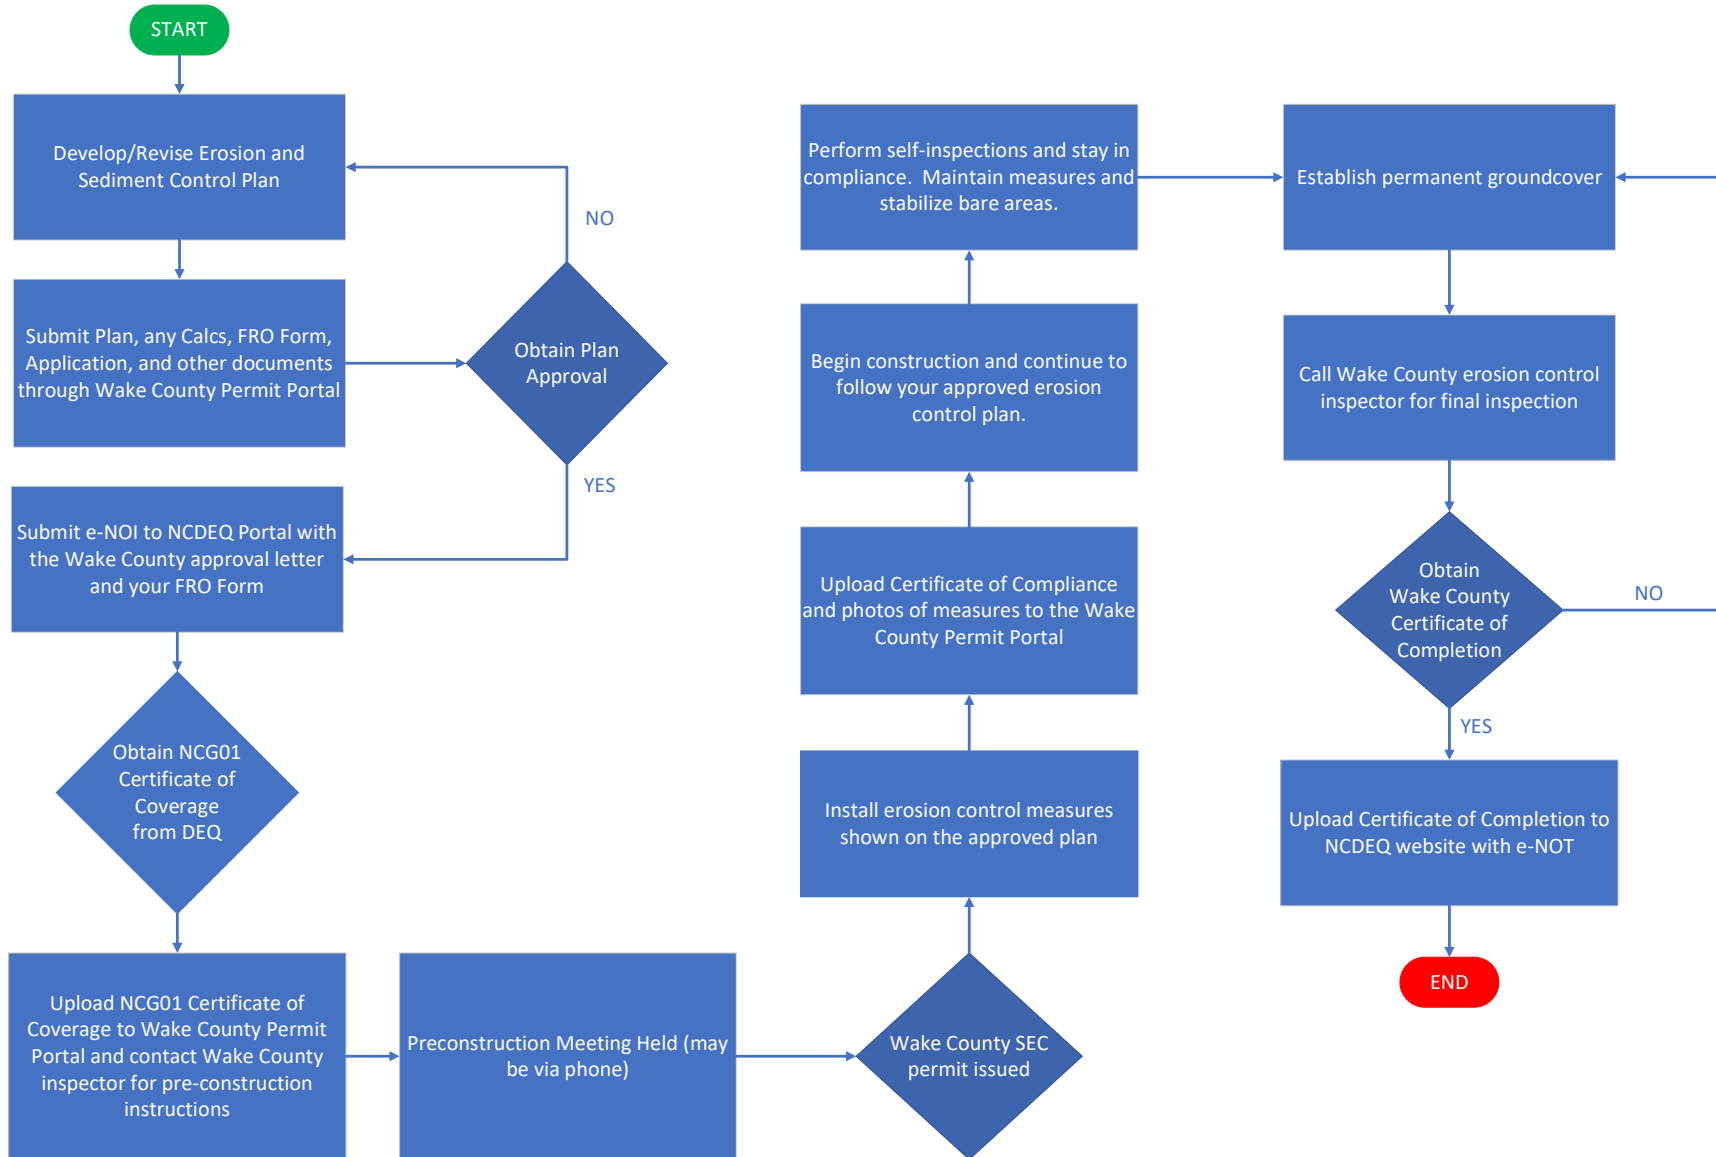 START
Develop/Revise Erosion and
Sediment Control Plan
NO
Submit Plan, any Calcs, FRO Form,
Application, and other documents
through Wake County Permit Portal
Obtain Plan
Approval
YES
Submit e-NOI to NCDEQ Portal with
the Wake County approval letter
and your FRO Form
Obtain NCG01
Certificate of
Coverage
from DEQ
Upload NCG01 Certificate of
Coverage to Wake County Permit
Portal and contact Wake County
inspector for pre-construction
instructions
Preconstruction Meeting Held (may
be via phone)
Wake County SEC
permit issued
Install erosion control measures
shown on the approved plan
Upload Certificate of Compliance
and photos of measures to the Wake
County Permit Portal
Begin construction and continue to
follow your approved erosion
control plan.
Perform self-inspections and stay in
compliance.  Maintain measures and
stabilize bare areas.
Establish permanent groundcover
Call Wake County erosion control
inspector for final inspection
Obtain
Wake County
Certificate of
Completion
NO
YES
Upload Certificate of Completion to
NCDEQ website with e-NOT
END